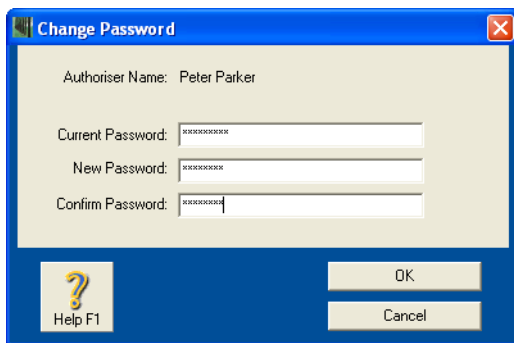 Change Password
Authoriser Name: Peter Parker
Current Password: *********
New Password: ********
Confirm Password: ********
OK
Help F1
Cancel